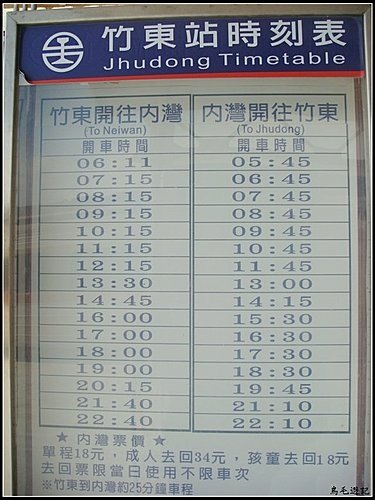 竹東站時刻表
Jhudong Timetable
竹東開往內灣 內灣開往竹東
(To Neiwan) (To Jhudong)
開車時間 開車時間
06:11 05:45
07:15 06:45
08:15 07:45
09:15 08:45
10:15 09:45
11:15 10:45
12:15 11:45
13:30 13:00
14:45 14:15
16:00 15:30
17:00 16:30
18:00 17:30
19:00 18:30
20:15 19:45
21:40 21:10
22:40 22:10
★ 內灣票價 ★
單程18元,成人去回34元,孩童去回18元
去回票限當日使用不限車次
※竹東到內灣約25分鐘車程
鳥毛遊記